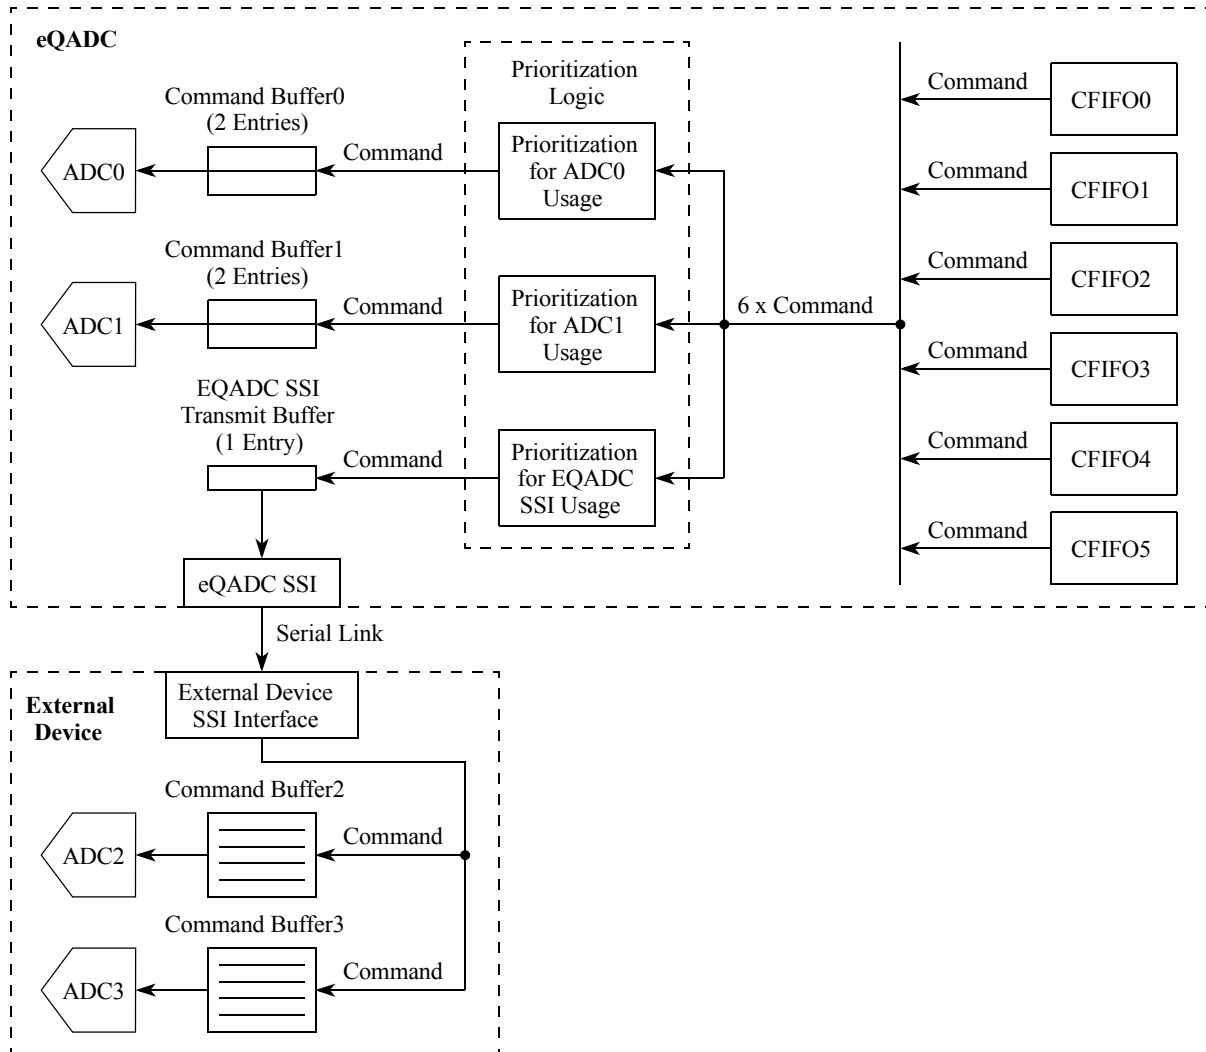 eQADC
Prioritization
Logic
Command Buffer0
(2 Entries)
ADC0
Command
Prioritization
for ADC0
Usage
Command Buffer1
(2 Entries)
ADC1
Command
Prioritization
for ADC1
Usage
6 x Command
EQADC SSI
Transmit Buffer
(1 Entry)
Command
Prioritization
for EQADC
SSI Usage
Command
CFIFO0
Command
CFIFO1
Command
CFIFO2
Command
CFIFO3
Command
CFIFO4
Command
CFIFO5
eQADC SSI
Serial Link
External
Device
External Device
SSI Interface
Command Buffer2
ADC2
Command
Command Buffer3
ADC3
Command